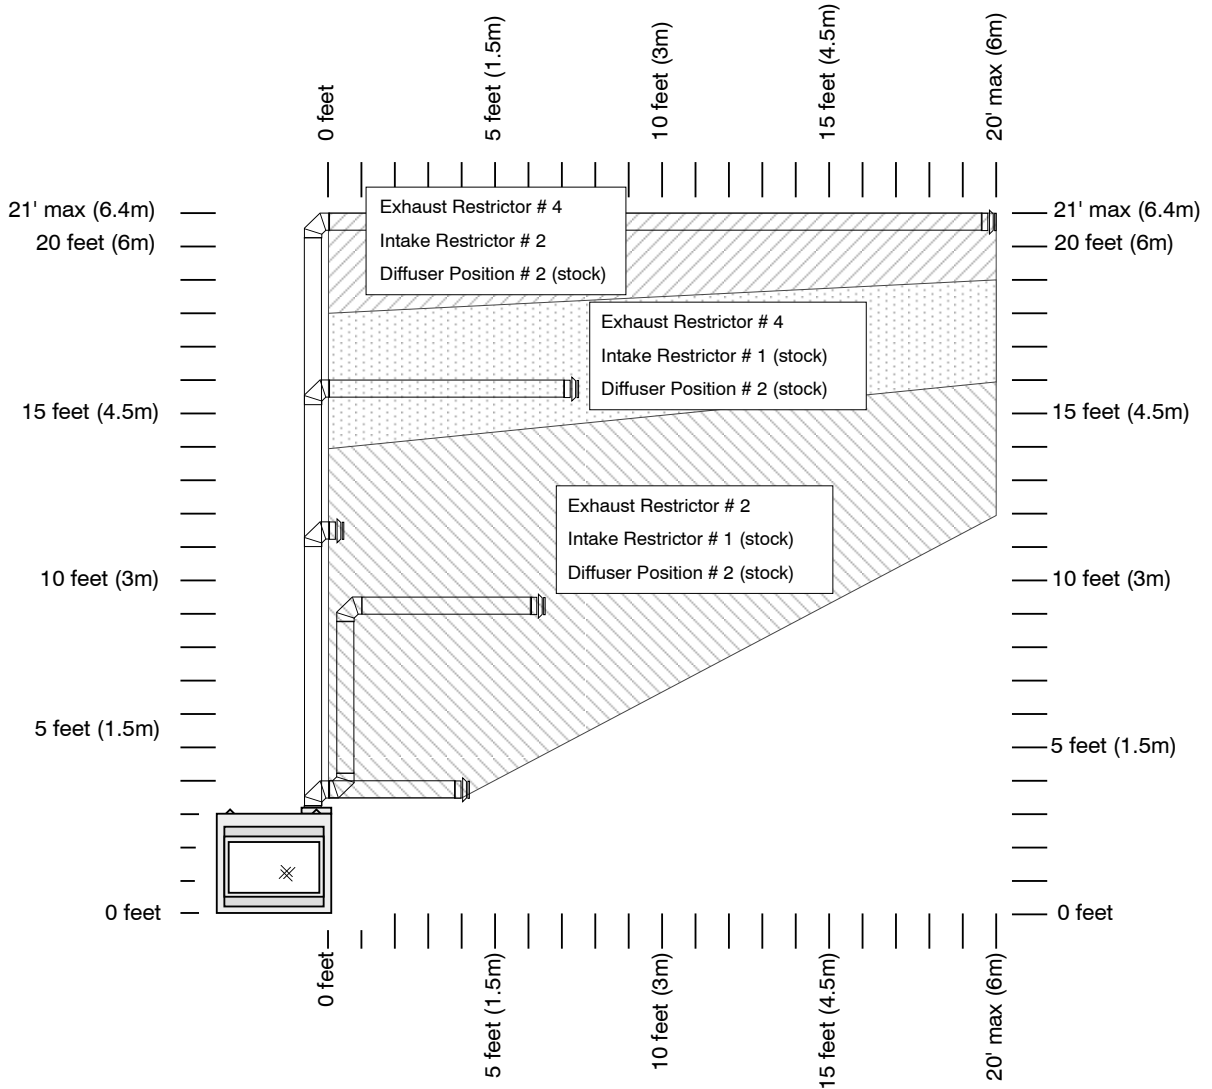 0 feet
5 feet (1.5m)
10 feet (3m)
15 feet (4.5m)
20' max (6m)
21' max (6.4m)
20 feet (6m)
15 feet (4.5m)
10 feet (3m)
5 feet (1.5m)
0 feet
Exhaust Restrictor # 4
Intake Restrictor # 2
Diffuser Position # 2 (stock)
Exhaust Restrictor # 4
Intake Restrictor # 1 (stock)
Diffuser Position # 2 (stock)
Exhaust Restrictor # 2
Intake Restrictor # 1 (stock)
Diffuser Position # 2 (stock)
21' max (6.4m)
20 feet (6m)
15 feet (4.5m)
10 feet (3m)
5 feet (1.5m)
0 feet
0 feet
5 feet (1.5m)
10 feet (3m)
15 feet (4.5m)
20' max (6m)